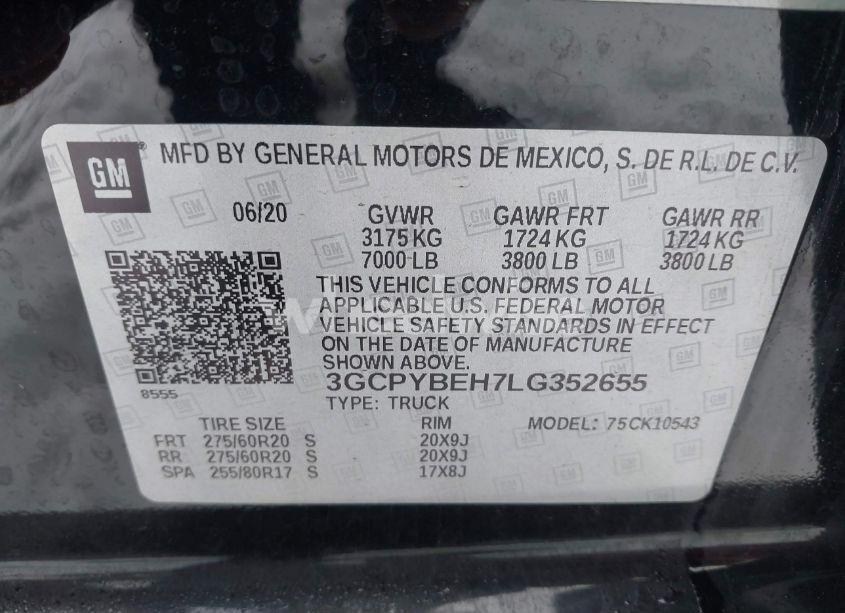 GM ® MFD BY GENERAL MOTORS DE MEXICO, S. DE R.L. DE C.V.
06/20 GVWR GAWR FRT GAWR RR
3175 KG 1724 KG 1724 KG
7000 LB 3800 LB 3800 LB
THIS VEHICLE CONFORMS TO ALL
APPLICABLE U.S. FEDERAL MOTOR
VEHICLE SAFETY STANDARDS IN EFFECT
ON THE DATE OF MANUFACTURE
SHOWN ABOVE.
3GCPYBEH7LG352655
8555
TYPE: TRUCK
TIRE SIZE RIM MODEL: 75CK10543
FRT 275/60R20 S 20X9J
RR 275/60R20 S 20X9J
SPA 255/80R17 S 17X8J